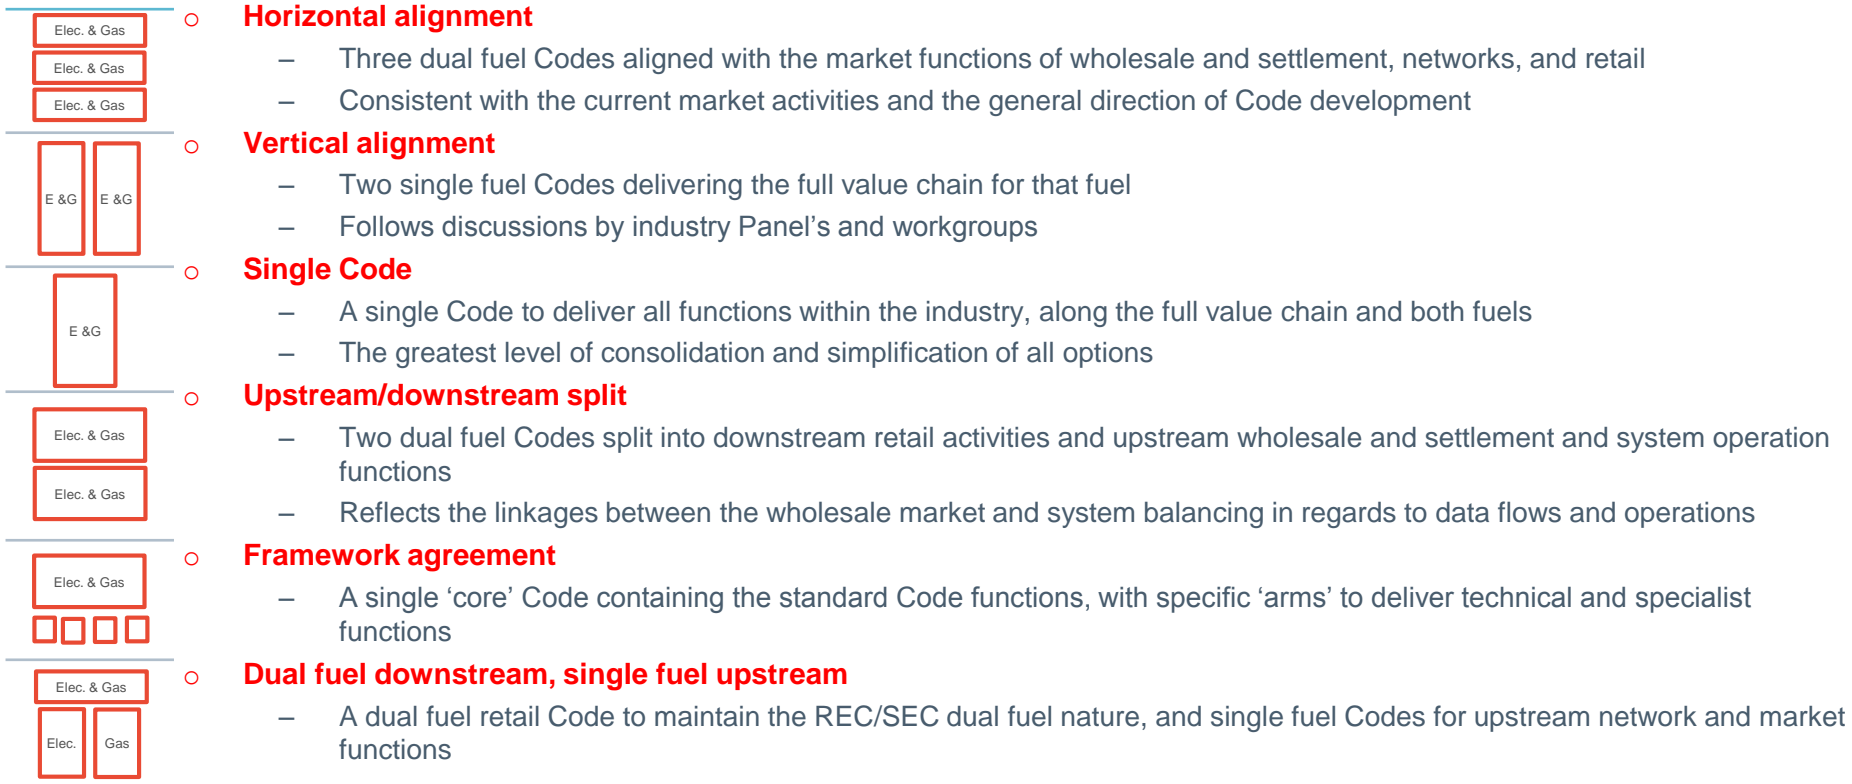 Elec. & Gas
Elec. & Gas
Elec. & Gas
o Horizontal alignment
– Three dual fuel Codes aligned with the market functions of wholesale and settlement, networks, and retail
– Consistent with the current market activities and the general direction of Code development
E &G E &G
o Vertical alignment
– Two single fuel Codes delivering the full value chain for that fuel
– Follows discussions by industry Panel’s and workgroups
E &G
o Single Code
– A single Code to deliver all functions within the industry, along the full value chain and both fuels
– The greatest level of consolidation and simplification of all options
Elec. & Gas
Elec. & Gas
o Upstream/downstream split
– Two dual fuel Codes split into downstream retail activities and upstream wholesale and settlement and system operation
functions
– Reflects the linkages between the wholesale market and system balancing in regards to data flows and operations
Elec. & Gas
o Framework agreement
– A single ‘core’ Code containing the standard Code functions, with specific ‘arms’ to deliver technical and specialist
functions
Elec. & Gas
Elec. Gas
o Dual fuel downstream, single fuel upstream
– A dual fuel retail Code to maintain the REC/SEC dual fuel nature, and single fuel Codes for upstream network and market
functions